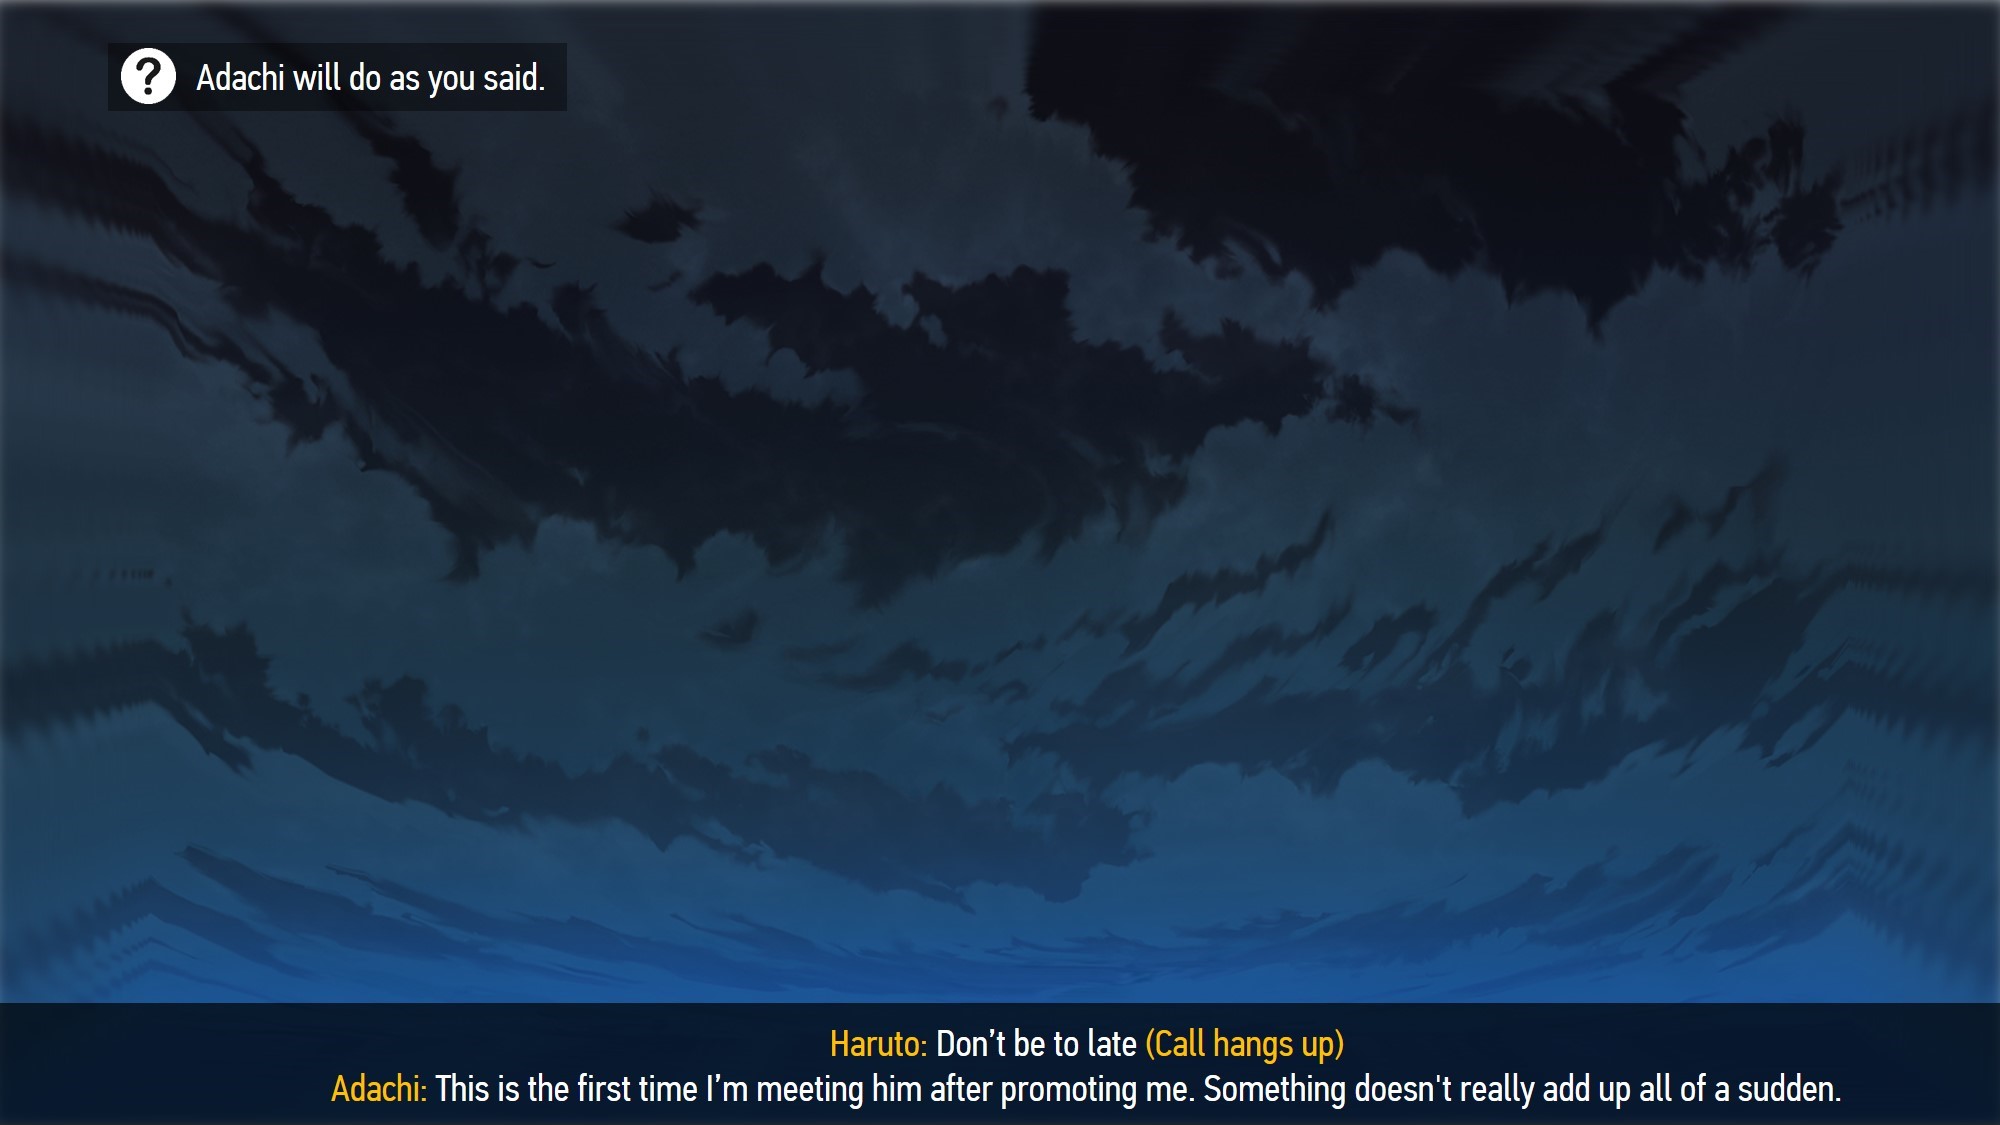 ? Adachi will do as you said.
Haruto: Don’t be to late (Call hangs up)
Adachi: This is the first time I’m meeting him after promoting me. Something doesn't really add up all of a sudden.